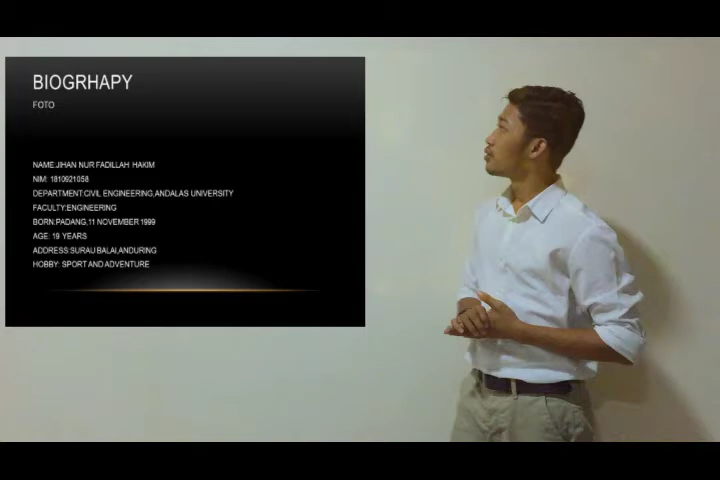 BIOGRHAPY
FOTO
NAME:JIHAN NUR FADILLAH HAKIM
NIM: 1810921058
DEPARTMENT:CIVIL ENGINEERING,ANDALAS UNIVERSITY
FACULTY:ENGINEERING
BORN:PADANG,11 NOVEMBER 1999
AGE: 19 YEARS
ADDRESS:SURAU BALAI,ANDURING
HOBBY: SPORT AND ADVENTURE